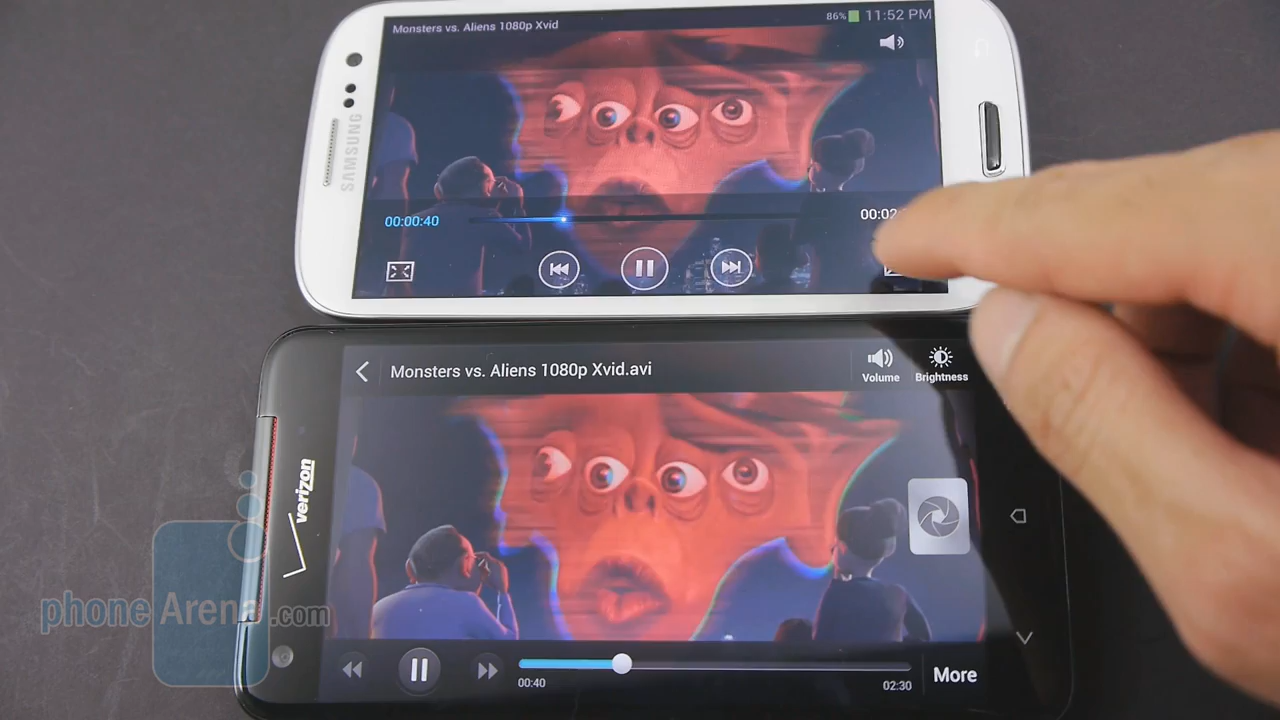 Monsters vs. Aliens 1080p Xvid
86% 11:52 PM
SAMSUNG
00:00:40
Monsters vs. Aliens 1080p Xvid.avi
Volume
Brightness
verizon
phoneArena.com
00:40
02:30
More